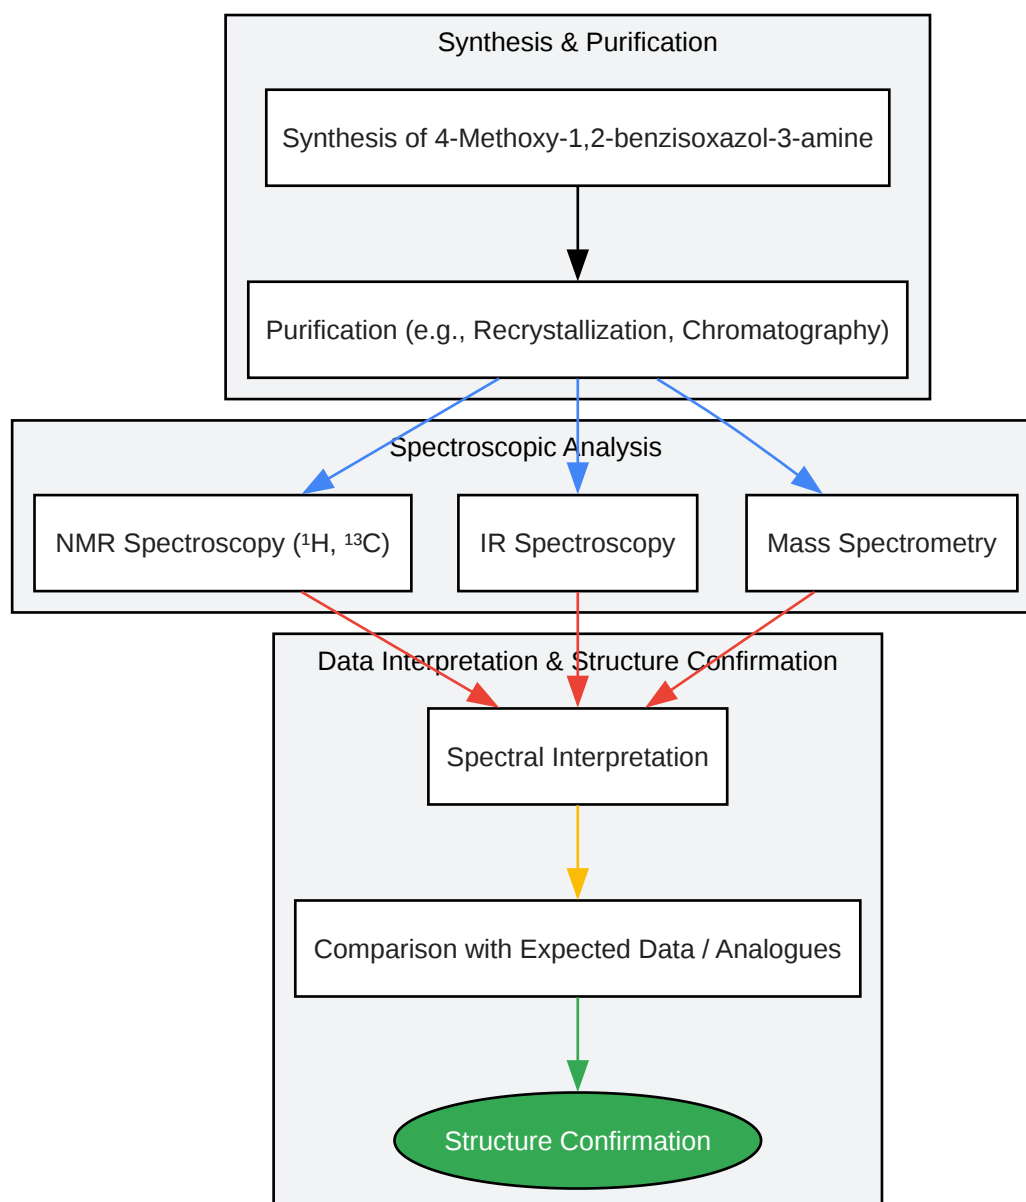 Synthesis & Purification
Synthesis of 4-Methoxy-1,2-benzisoxazol-3-amine
Purification (e.g., Recrystallization, Chromatography)
Spectroscopic Analysis
NMR Spectroscopy (¹H, ¹³C)
IR Spectroscopy
Mass Spectrometry
Data Interpretation & Structure Confirmation
Spectral Interpretation
Comparison with Expected Data / Analogues
Structure Confirmation